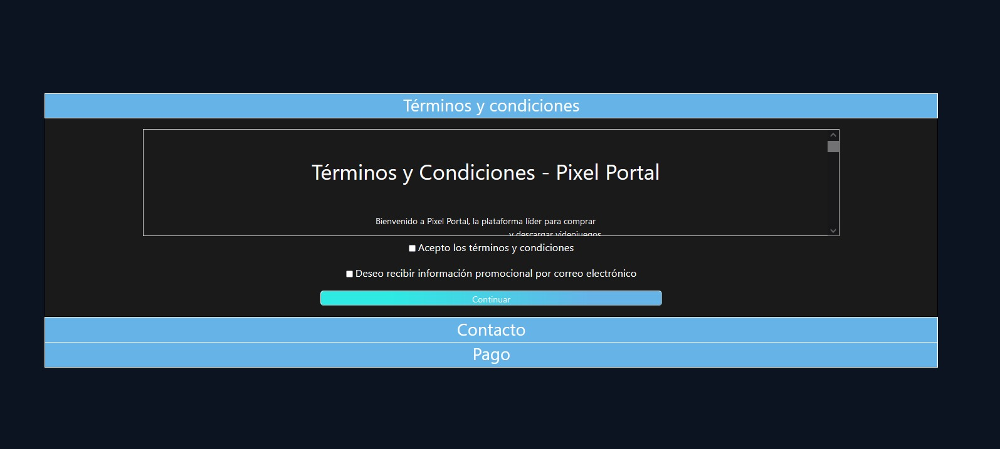 Términos y condiciones
Términos y Condiciones - Pixel Portal
Bienvenido a Pixel Portal, la plataforma líder para comprar
y descargar videojuegos
Acepto los términos y condiciones
Deseo recibir información promocional por correo electrónico
Continuar
Contacto
Pago